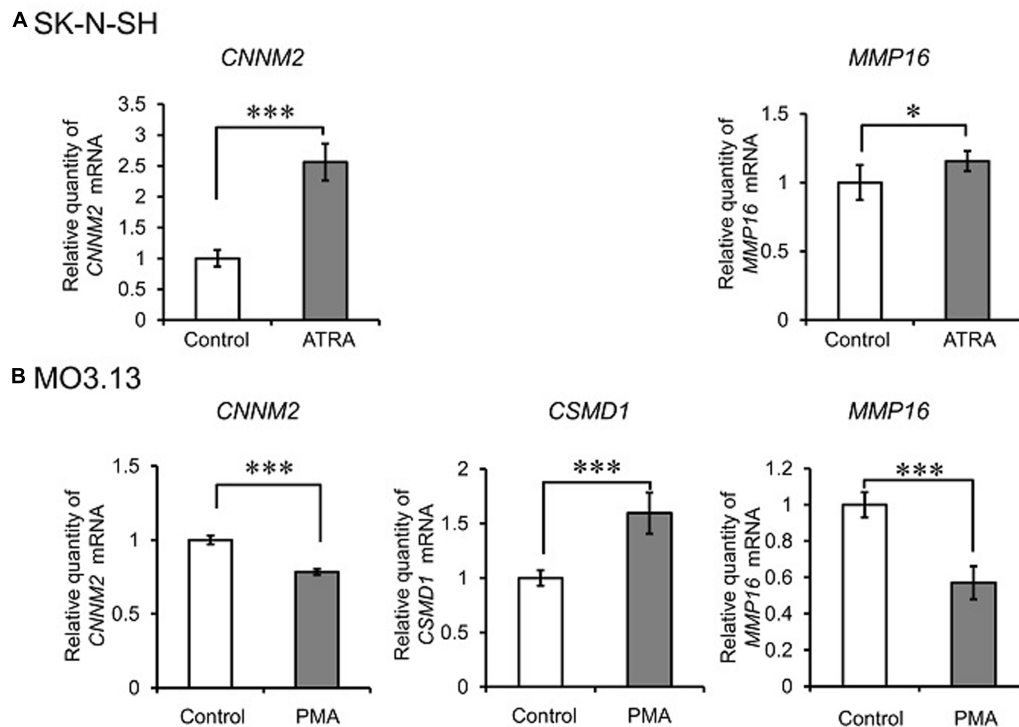 A SK-N-SH
CNNM2
Relative quantity of
CNNM2 mRNA
3.5
3
2.5
2
1.5
1
0.5
0
***
Control ATRA
MMP16
Relative quantity of
MMP16 mRNA
1.5
1
0.5
0
*
Control ATRA
B MO3.13
CNNM2
Relative quantity of
CNNM2 mRNA
1.5
1
0.5
0
***
Control PMA
CSMD1
Relative quantity of
CSMD1 mRNA
2
1.5
1
0.5
0
***
Control PMA
MMP16
Relative quantity of
MMP16 mRNA
1.2
1
0.8
0.6
0.4
0.2
0
***
Control PMA